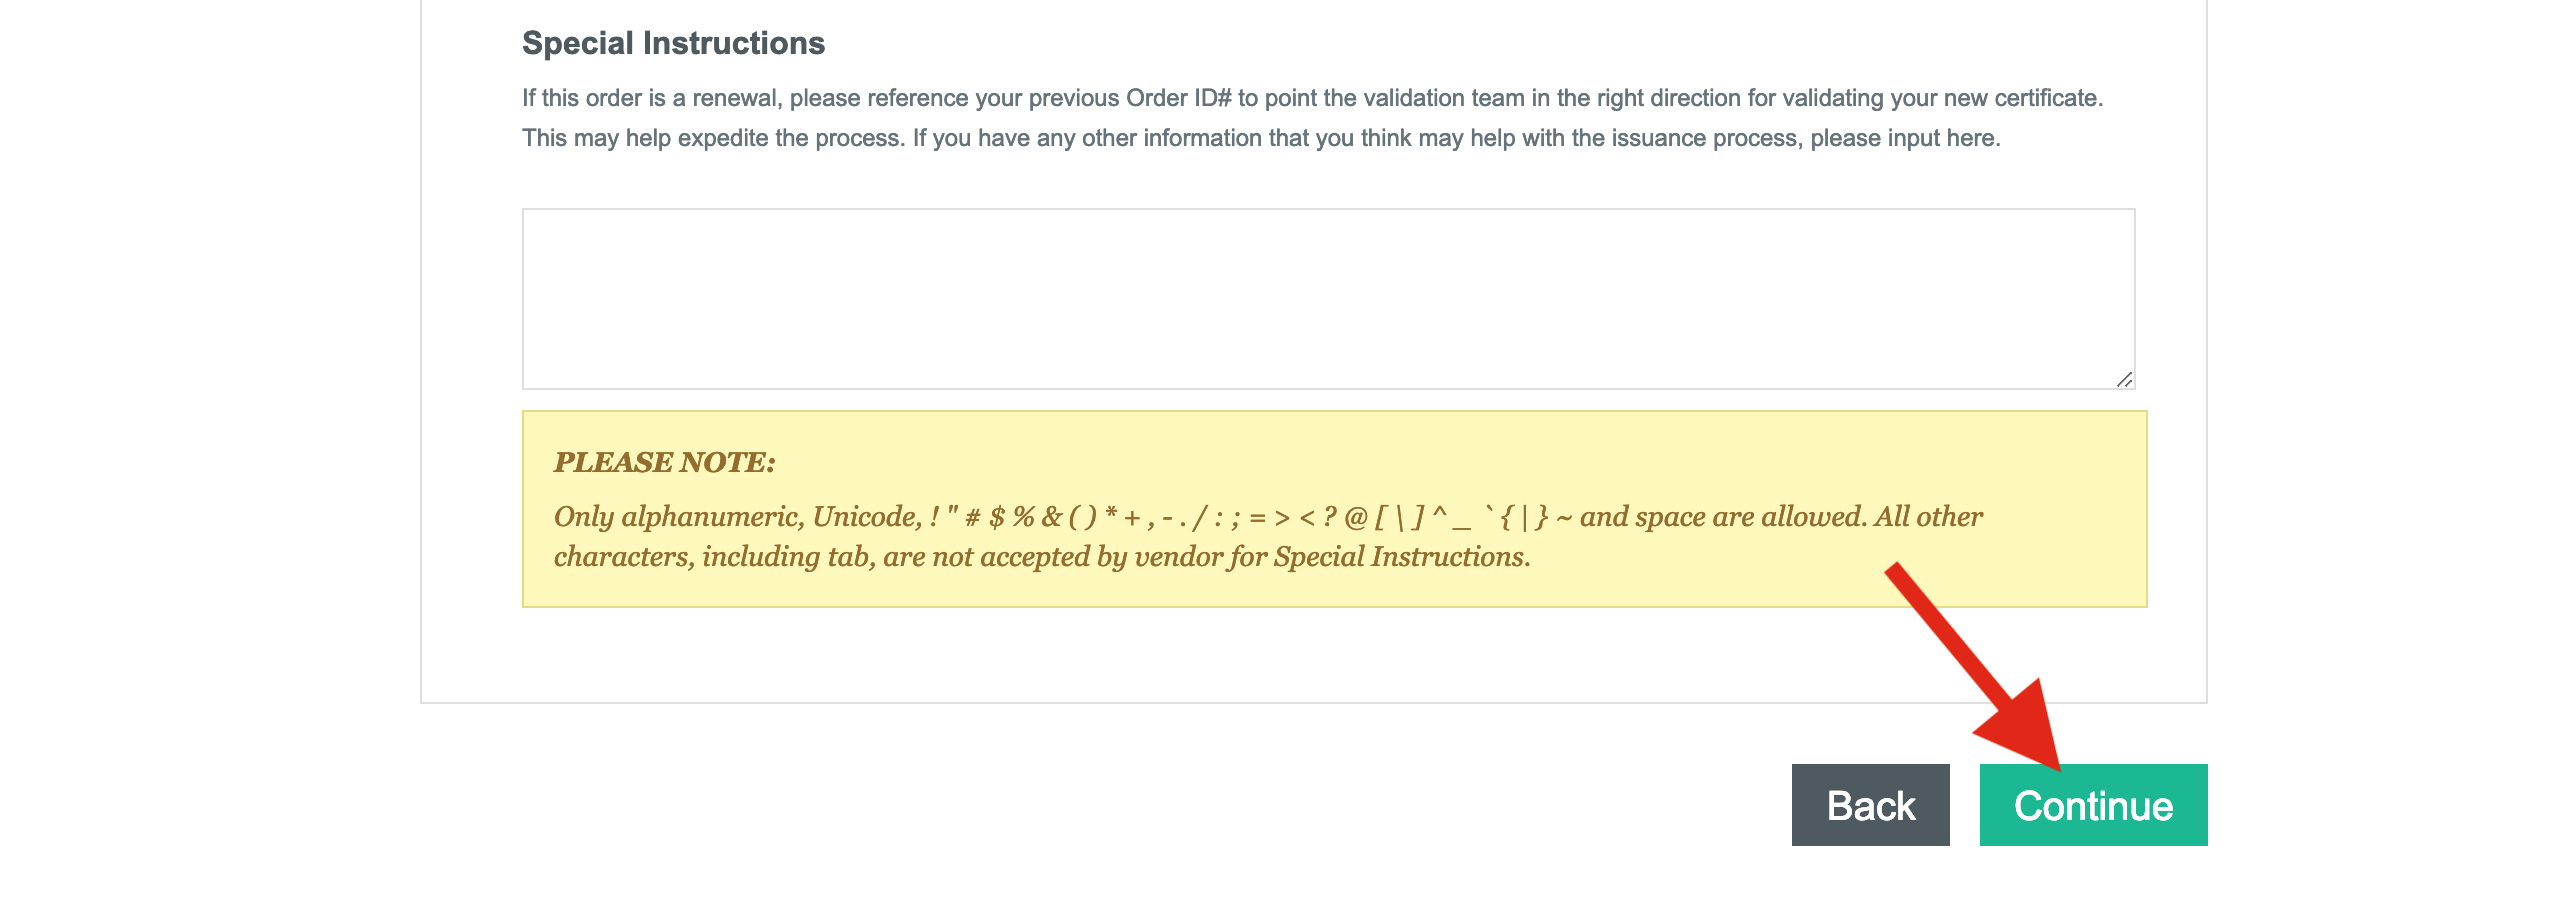 Special Instructions
If this order is a renewal, please reference your previous Order ID# to point the validation team in the right direction for validating your new certificate.
This may help expedite the process. If you have any other information that you think may help with the issuance process, please input here.
PLEASE NOTE:
Only alphanumeric, Unicode, ! " # $ % & ( ) * + , - . / : ; = > < ? @ [ \ ] ^ _ ` { | } ~ and space are allowed. All other
characters, including tab, are not accepted by vendor for Special Instructions.
Back
Continue